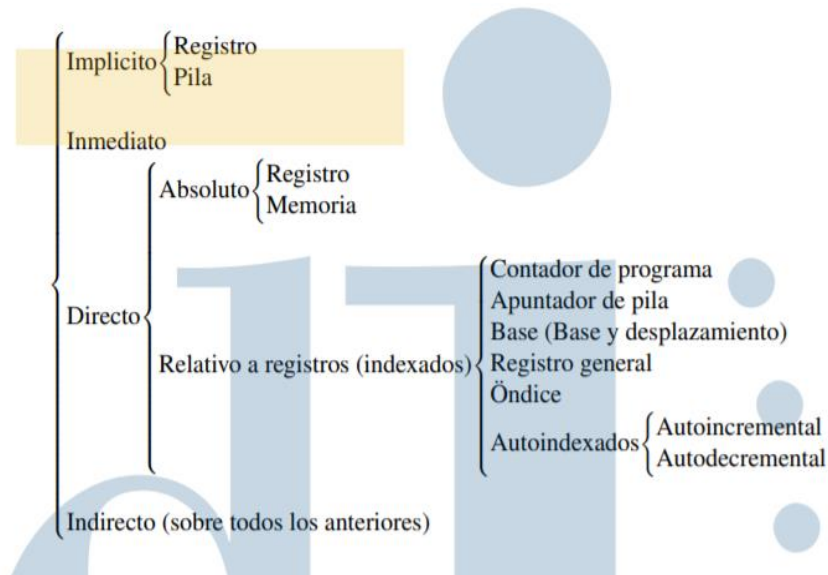 Implicito
Registro
Pila
Inmediato
Directo
Absoluto
Registro
Memoria
Relativo a registros (indexados)
Contador de programa
Apuntador de pila
Base (Base y desplazamiento)
Registro general
Öndice
Autoindexados
Autoincremental
Autodecremental
Indirecto (sobre todos los anteriores)